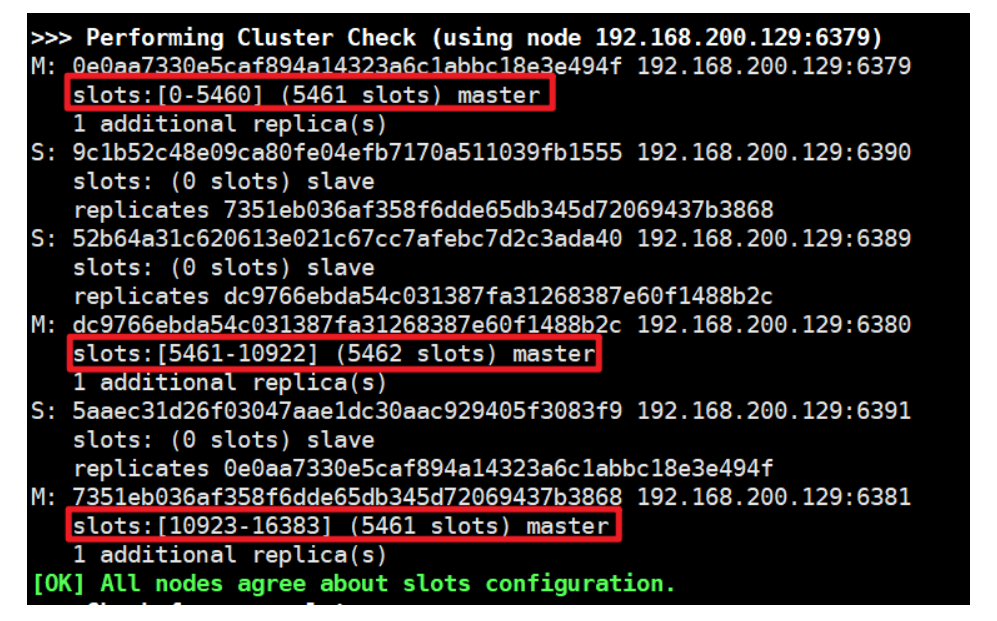 >>> Performing Cluster Check (using node 192.168.200.129:6379)
M: 0e0aa7330e5caf894a14323a6c1abbc18e3e494f 192.168.200.129:6379
slots:[0-5460] (5461 slots) master
1 additional replica(s)
S: 9c1b52c48e09ca80fe04efb7170a511039fb1555 192.168.200.129:6390
slots: (0 slots) slave
replicates 7351eb036af358f6dde65db345d72069437b3868
S: 52b64a31c620613e021c67cc7afebc7d2c3ada40 192.168.200.129:6389
slots: (0 slots) slave
replicates dc9766ebda54c031387fa31268387e60f1488b2c
M: dc9766ebda54c031387fa31268387e60f1488b2c 192.168.200.129:6380
slots:[5461-10922] (5462 slots) master
1 additional replica(s)
S: 5aaec31d26f03047aae1dc30aac929405f3083f9 192.168.200.129:6391
slots: (0 slots) slave
replicates 0e0aa7330e5caf894a14323a6c1abbc18e3e494f
M: 7351eb036af358f6dde65db345d72069437b3868 192.168.200.129:6381
slots:[10923-16383] (5461 slots) master
1 additional replica(s)
[OK] All nodes agree about slots configuration.